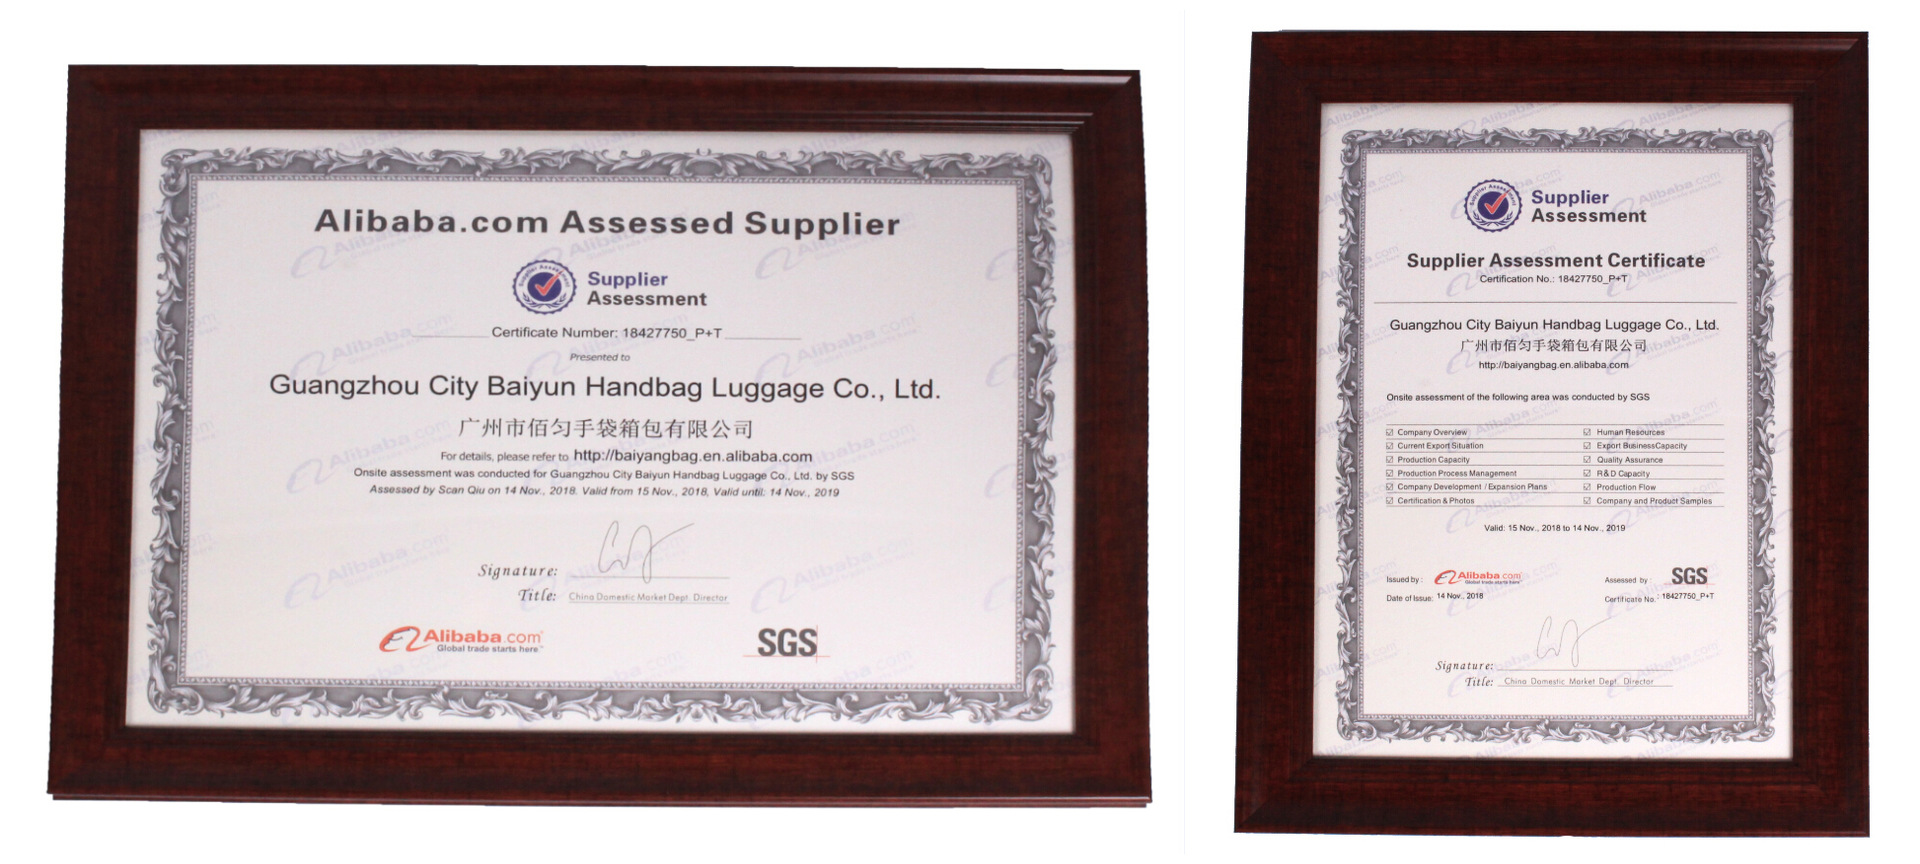 Alibaba.com Assessed Supplier
Supplier
Assessment
Certificate Number: 18427750_P+T
Presented to
Guangzhou City Baiyun Handbag Luggage Co., Ltd.
广州市佰匀手袋箱包有限公司
For details, please refer to http://baiyangbag.en.alibaba.com
Onsite assessment was conducted for Guangzhou City Baiyun Handbag Luggage Co., Ltd. by SGS
Assessed by Scan Qiu on 14 Nov., 2018. Valid from 15 Nov., 2018, Valid until: 14 Nov., 2019
Signature:
Title: China Domestic Market Dept. Director
Alibaba.com
Global trade starts here™
SGS
Supplier
Assessment
Supplier Assessment Certificate
Certification No.: 18427750_P+T
Guangzhou City Baiyun Handbag Luggage Co., Ltd.
广州市佰匀手袋箱包有限公司
http://baiyangbag.en.alibaba.com
Onsite assessment of the following area was conducted by SGS
Company Overview
Human Resources
Current Export Situation
Export BusinessCapacity
Production Capacity
Quality Assurance
Production Process Management
R&D Capacity
Company Development / Expansion Plans
Production Flow
Certification & Photos
Company and Product Samples
Valid: 15 Nov., 2018 to 14 Nov., 2019
Issued by: Alibaba.com
Global trade starts here™
Assessed by: SGS
Date of Issue: 14 Nov., 2018
Certificate No.: 18427750_P+T
Signature:
Title: China Domestic Market Dept. Director